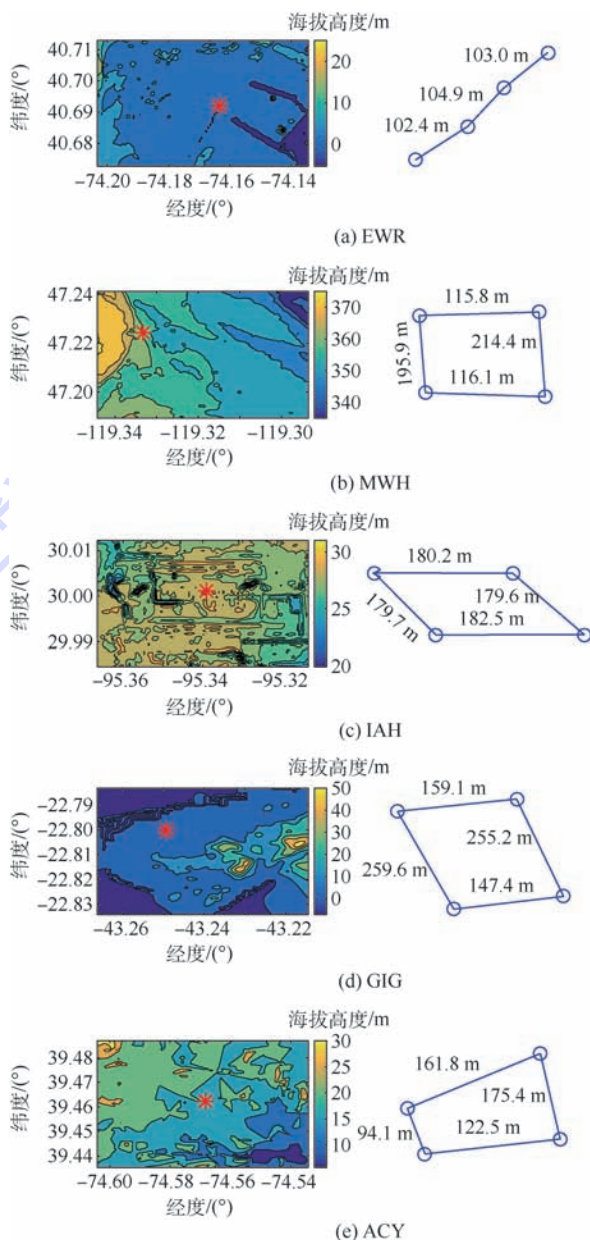 海拔高度/m
40.71
40.70
40.69
40.68
纬度/(°)
20
10
0
−74.20 −74.18 −74.16 −74.14
经度/(°)
103.0 m
104.9 m
102.4 m
(a) EWR
海拔高度/m
47.24
47.22
47.20
纬度/(°)
370
360
350
340
−119.34 −119.32 −119.30
经度/(°)
115.8 m
195.9 m
214.4 m
116.1 m
(b) MWH
海拔高度/m
30.01
30.00
29.99
纬度/(°)
30
25
20
−95.36 −95.34 −95.32
经度/(°)
180.2 m
179.7 m
179.6 m
182.5 m
(c) IAH
海拔高度/m
−22.79
−22.80
−22.81
−22.82
−22.83
纬度/(°)
50
40
30
20
10
0
−43.26 −43.24 −43.22
经度/(°)
159.1 m
259.6 m
255.2 m
147.4 m
(d) GIG
海拔高度/m
39.48
39.47
39.46
39.45
39.44
纬度/(°)
30
25
20
15
10
−74.60 −74.58 −74.56 −74.54
经度/(°)
161.8 m
175.4 m
94.1 m
122.5 m
(e) ACY